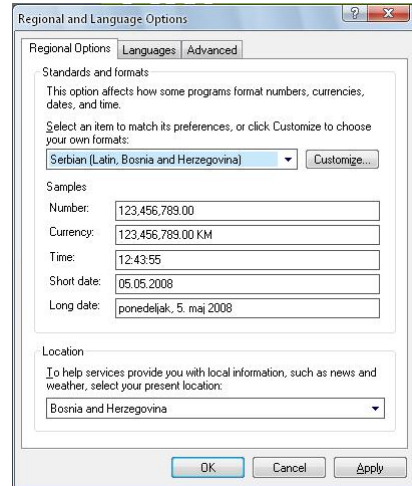 Regional and Language Options
Regional Options Languages Advanced
Standards and formats
This option affects how some programs format numbers, currencies,
dates, and time.
Select an item to match its preferences, or click Customize to choose
your own formats:
Serbian (Latin, Bosnia and Herzegovina) Customize...
Samples
Number: 123,456,789.00
Currency: 123,456,789.00 KM
Time: 12:43:55
Short date: 05.05.2008
Long date: ponedeljak, 5. maj 2008
Location
To help services provide you with local information, such as news and
weather, select your present location:
Bosnia and Herzegovina
OK Cancel Apply